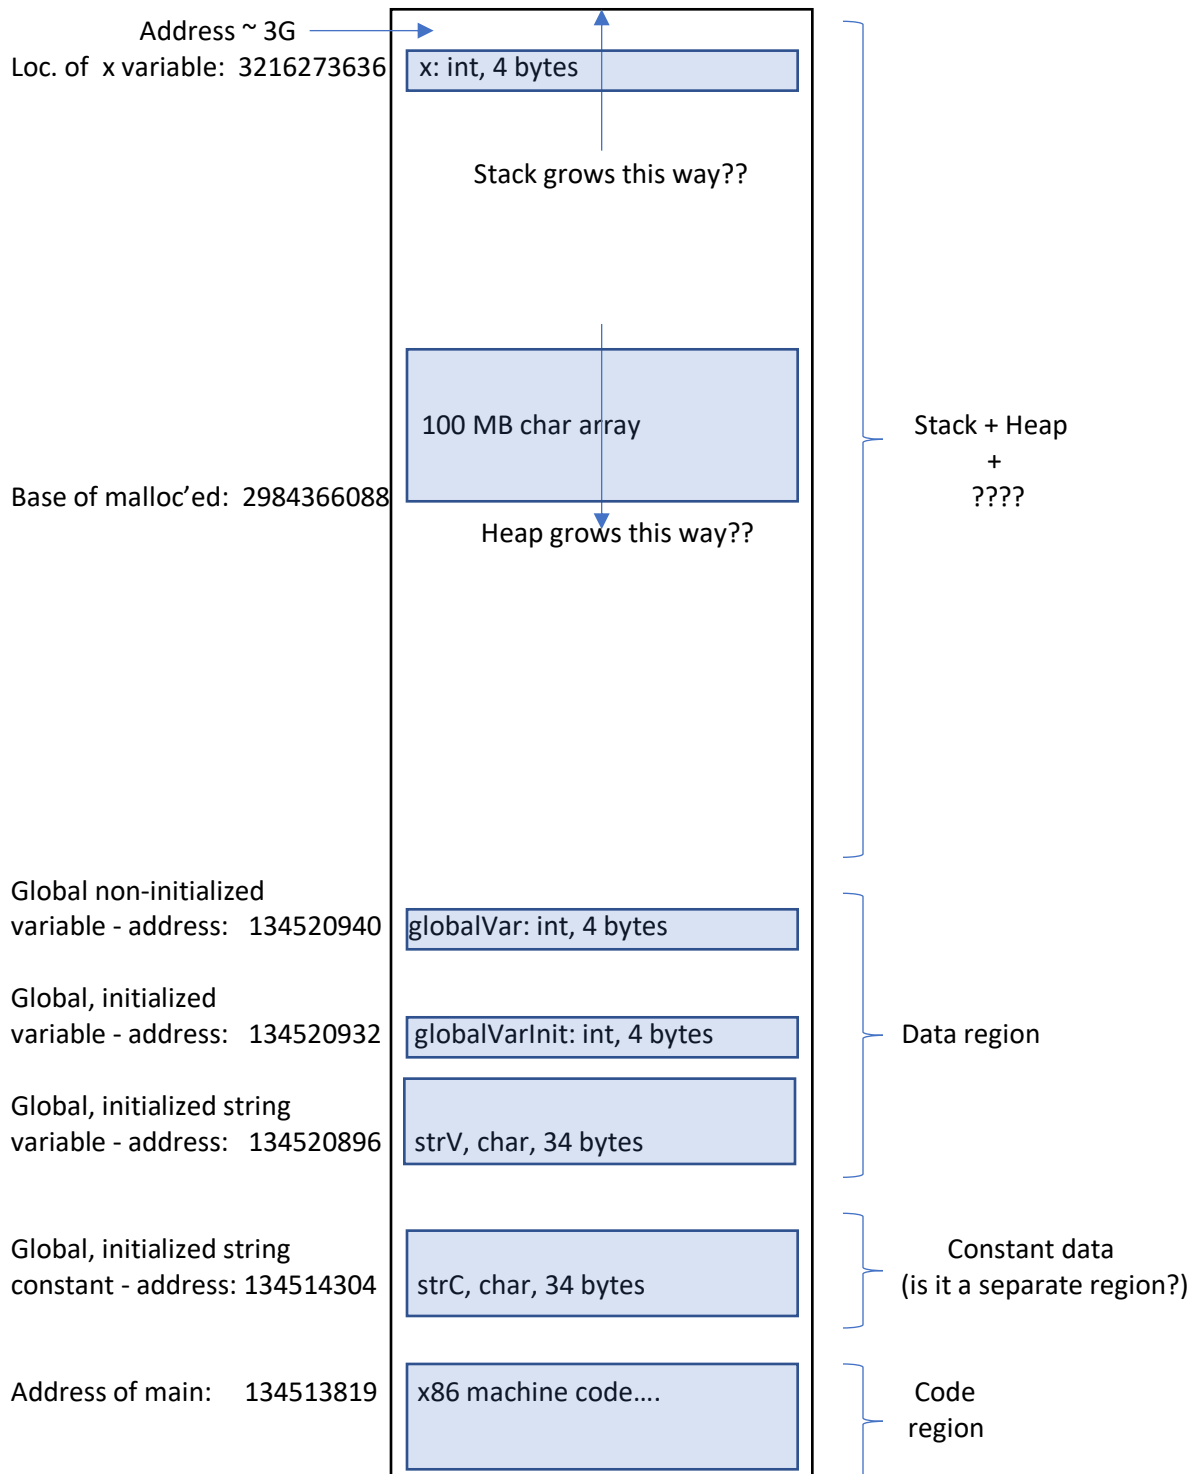 Address ~ 3G
Loc. of x variable: 3216273636
x: int, 4 bytes
Stack grows this way??
100 MB char array
Stack + Heap
+
????
Base of malloc’ed: 2984366088
Heap grows this way??
Global non-initialized
variable - address: 134520940
globalVar: int, 4 bytes
Global, initialized
variable - address: 134520932
globalVarInit: int, 4 bytes
Data region
Global, initialized string
variable - address: 134520896
strV, char, 34 bytes
Global, initialized string
constant - address: 134514304
strC, char, 34 bytes
Constant data
(is it a separate region?)
Address of main: 134513819
x86 machine code….
Code
region